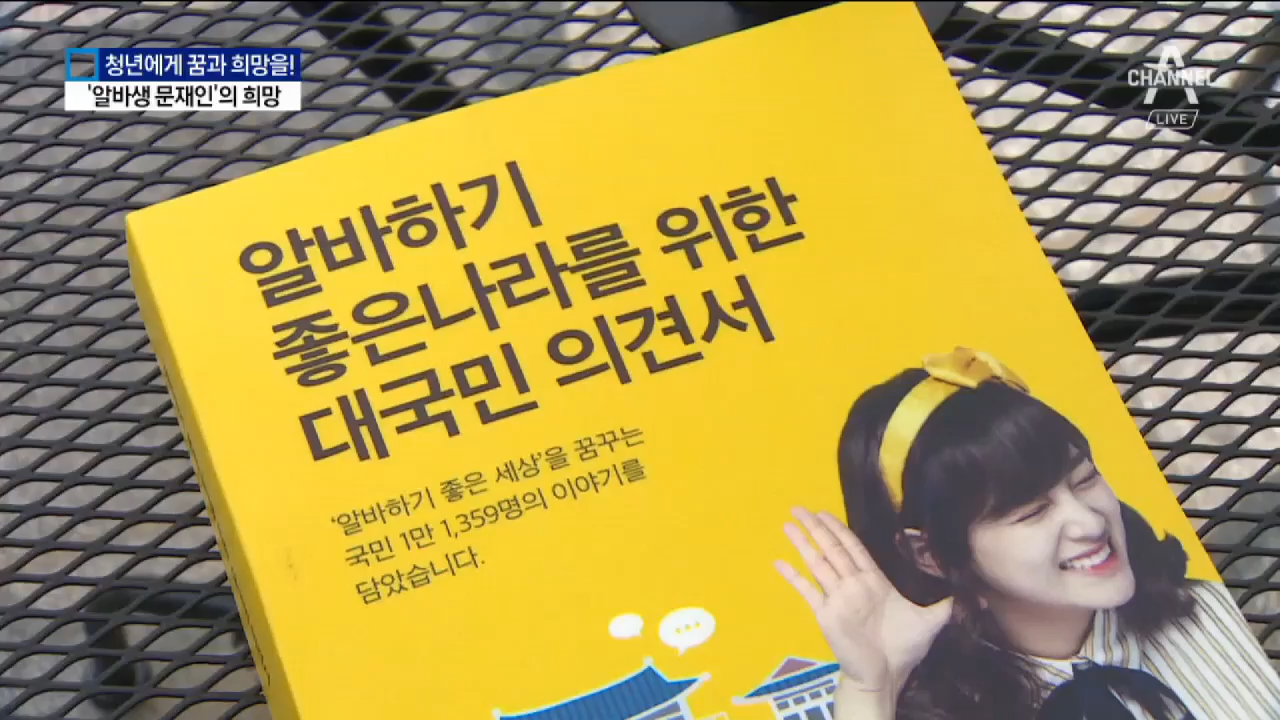 청년에게 꿈과 희망을!
'알바생 문재인'의 희망
CHANNEL A
LIVE
알바하기
좋은나라를 위한
대국민 의견서
'알바하기 좋은 세상'을 꿈꾸는
국민 1만 1,359명의 이야기를
담았습니다.